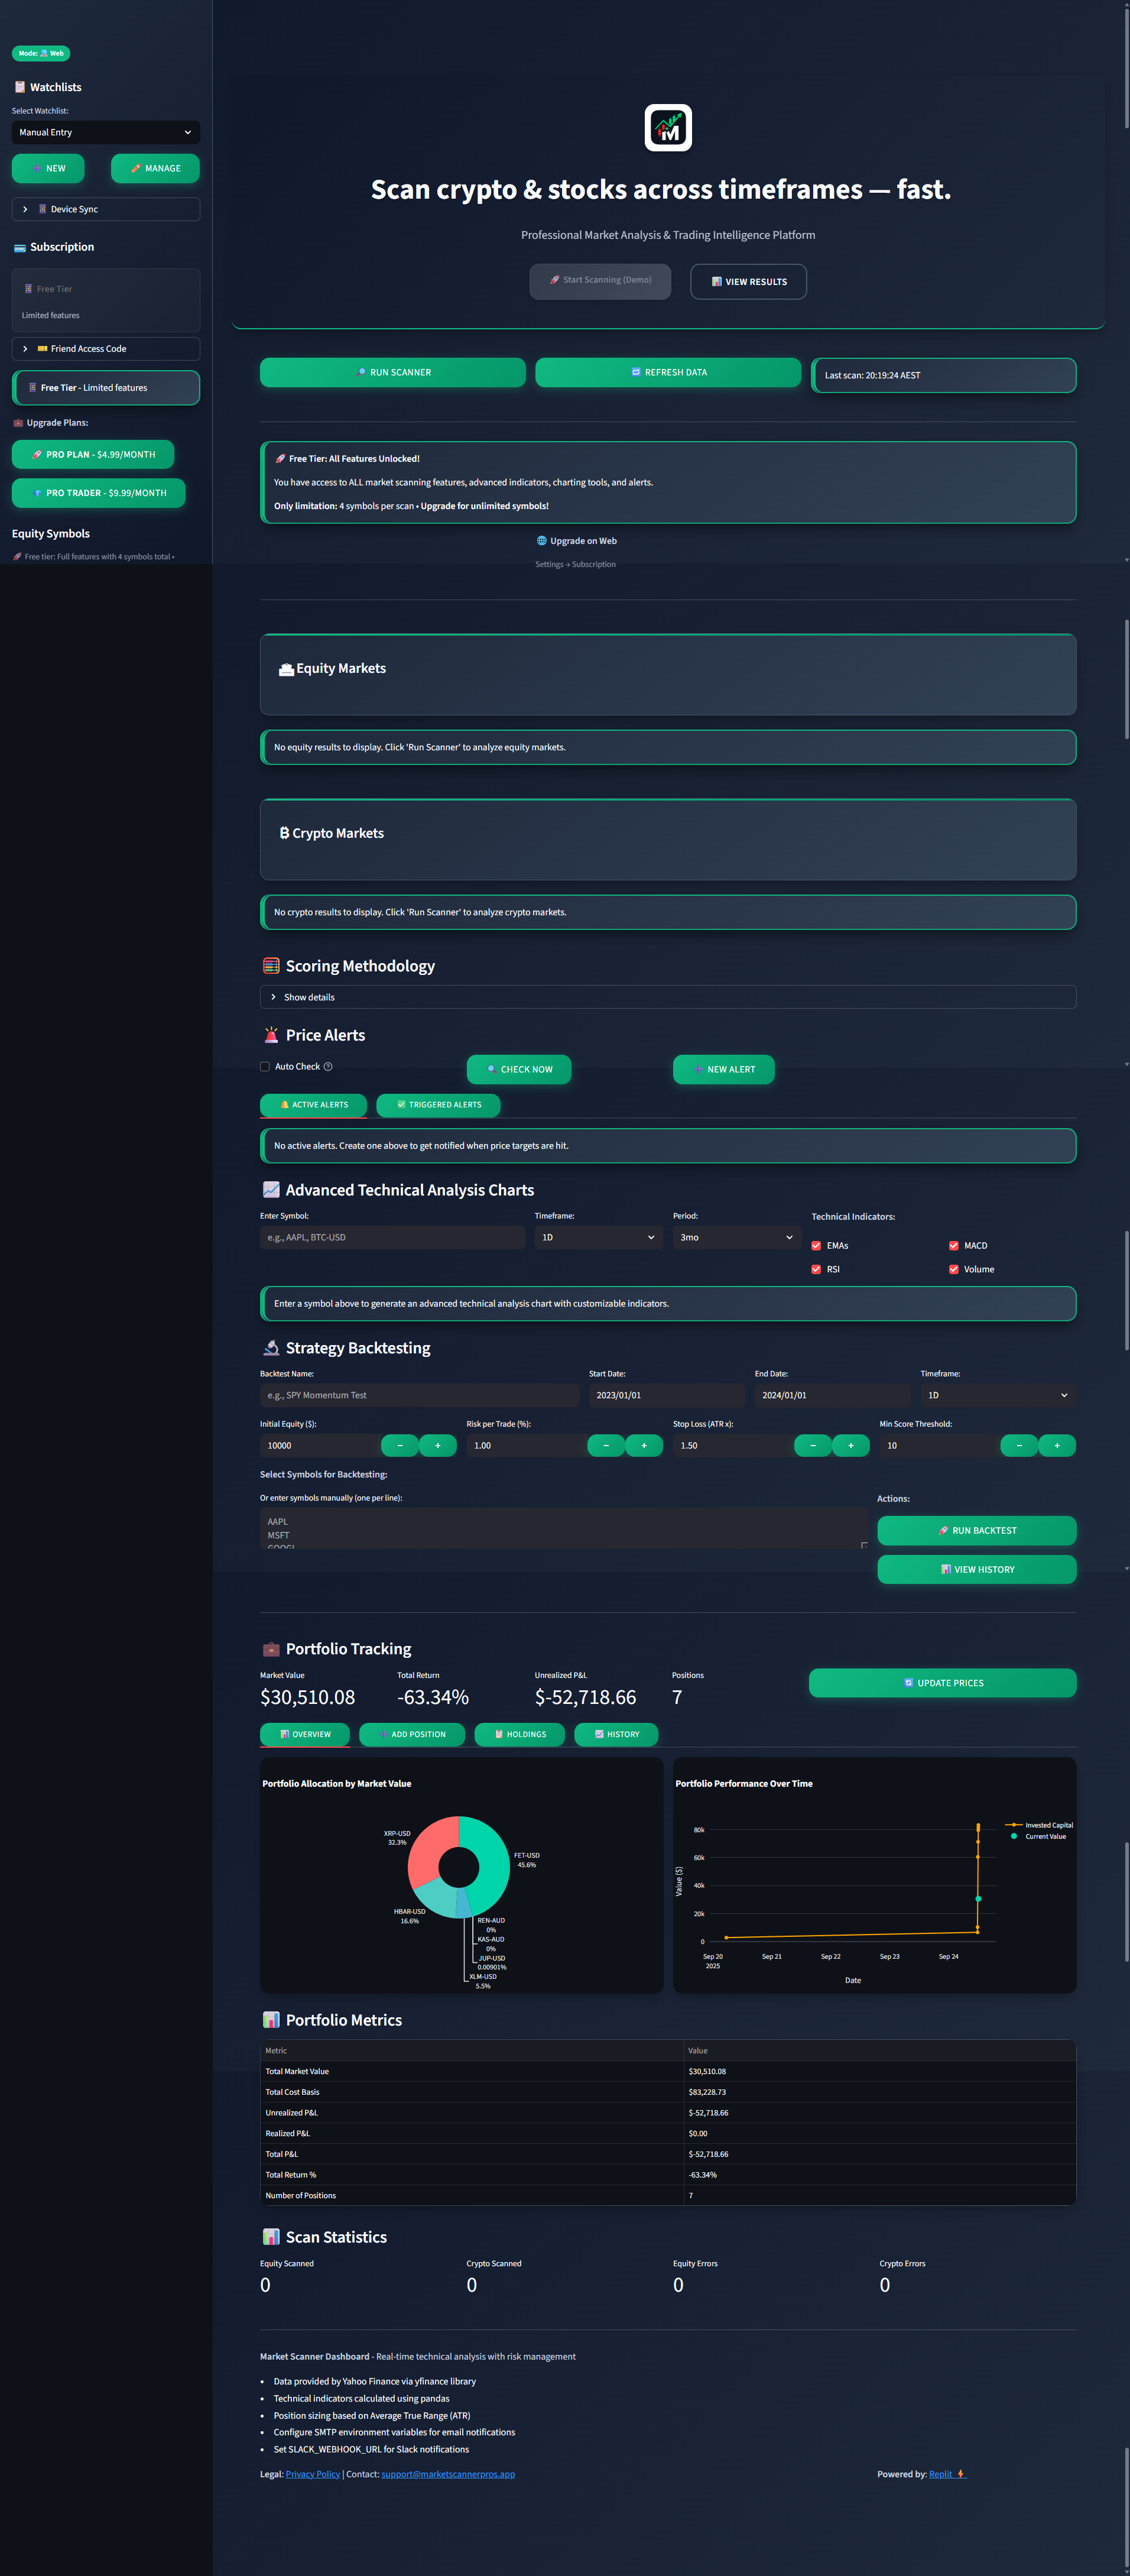 Mode: Web
Watchlists
Select Watchlist:
Manual Entry
NEW
MANAGE
Device Sync
Subscription
Free Tier
Limited features
Friend Access Code
Free Tier - Limited features
Upgrade Plans:
PRO PLAN - $4.99/MONTH
PRO TRADER - $9.99/MONTH
Equity Symbols
Free tier: Full features with 4 symbols total •
M
Scan crypto & stocks across timeframes — fast.
Professional Market Analysis & Trading Intelligence Platform
Start Scanning (Demo)
VIEW RESULTS
RUN SCANNER
REFRESH DATA
Last scan: 20:19:24 AEST
Free Tier: All Features Unlocked!
You have access to ALL market scanning features, advanced indicators, charting tools, and alerts.
Only limitation: 4 symbols per scan • Upgrade for unlimited symbols!
Upgrade on Web
Settings → Subscription
Equity Markets
No equity results to display. Click 'Run Scanner' to analyze equity markets.
₿ Crypto Markets
No crypto results to display. Click 'Run Scanner' to analyze crypto markets.
Scoring Methodology
Show details
Price Alerts
Auto Check
CHECK NOW
NEW ALERT
ACTIVE ALERTS
TRIGGERED ALERTS
No active alerts. Create one above to get notified when price targets are hit.
Advanced Technical Analysis Charts
Enter Symbol:
Timeframe:
Period:
Technical Indicators:
e.g., AAPL, BTC-USD
1D
3mo
EMAs
MACD
RSI
Volume
Enter a symbol above to generate an advanced technical analysis chart with customizable indicators.
Strategy Backtesting
Backtest Name:
Start Date:
End Date:
Timeframe:
e.g., SPY Momentum Test
2023/01/01
2024/01/01
1D
Initial Equity ($):
Risk per Trade (%):
Stop Loss (ATR x):
Min Score Threshold:
10000
− +
1.00
− +
1.50
− +
10
− +
Select Symbols for Backtesting:
Or enter symbols manually (one per line):
Actions:
AAPL
MSFT
GOOGL
RUN BACKTEST
VIEW HISTORY
Portfolio Tracking
Market Value
Total Return
Unrealized P&L
Positions
$30,510.08
-63.34%
$-52,718.66
7
UPDATE PRICES
OVERVIEW
ADD POSITION
HOLDINGS
HISTORY
Portfolio Allocation by Market Value
XRP-USD
32.3%
FET-USD
45.6%
HBAR-USD
16.6%
REN-AUD
0%
KAS-AUD
0%
JUP-USD
0.00901%
XLM-USD
5.5%
Portfolio Performance Over Time
Invested Capital
Current Value
80k
60k
40k
20k
0
Value ($)
Sep 20
2025
Sep 21
Sep 22
Sep 23
Sep 24
Date
Portfolio Metrics
Metric
Value
Total Market Value
$30,510.08
Total Cost Basis
$83,228.73
Unrealized P&L
$-52,718.66
Realized P&L
$0.00
Total P&L
$-52,718.66
Total Return %
-63.34%
Number of Positions
7
Scan Statistics
Equity Scanned
Crypto Scanned
Equity Errors
Crypto Errors
0
0
0
0
Market Scanner Dashboard - Real-time technical analysis with risk management
• Data provided by Yahoo Finance via yfinance library
• Technical indicators calculated using pandas
• Position sizing based on Average True Range (ATR)
• Configure SMTP environment variables for email notifications
• Set SLACK_WEBHOOK_URL for Slack notifications
Legal: Privacy Policy | Contact: support@marketscannerpros.app
Powered by: Replit